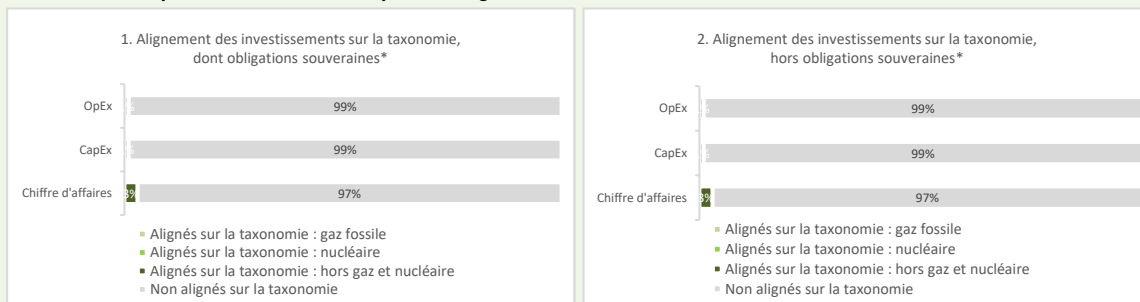 1. Alignement des investissements sur la taxonomie,
dont obligations souveraines*
OpEx
99%
CapEx
99%
Chiffre d'affaires
3%
97%
Alignés sur la taxonomie : gaz fossile
Alignés sur la taxonomie : nucléaire
Alignés sur la taxonomie : hors gaz et nucléaire
Non alignés sur la taxonomie
2. Alignement des investissements sur la taxonomie,
hors obligations souveraines*
OpEx
99%
CapEx
99%
Chiffre d'affaires
3%
97%
Alignés sur la taxonomie : gaz fossile
Alignés sur la taxonomie : nucléaire
Alignés sur la taxonomie : hors gaz et nucléaire
Non alignés sur la taxonomie